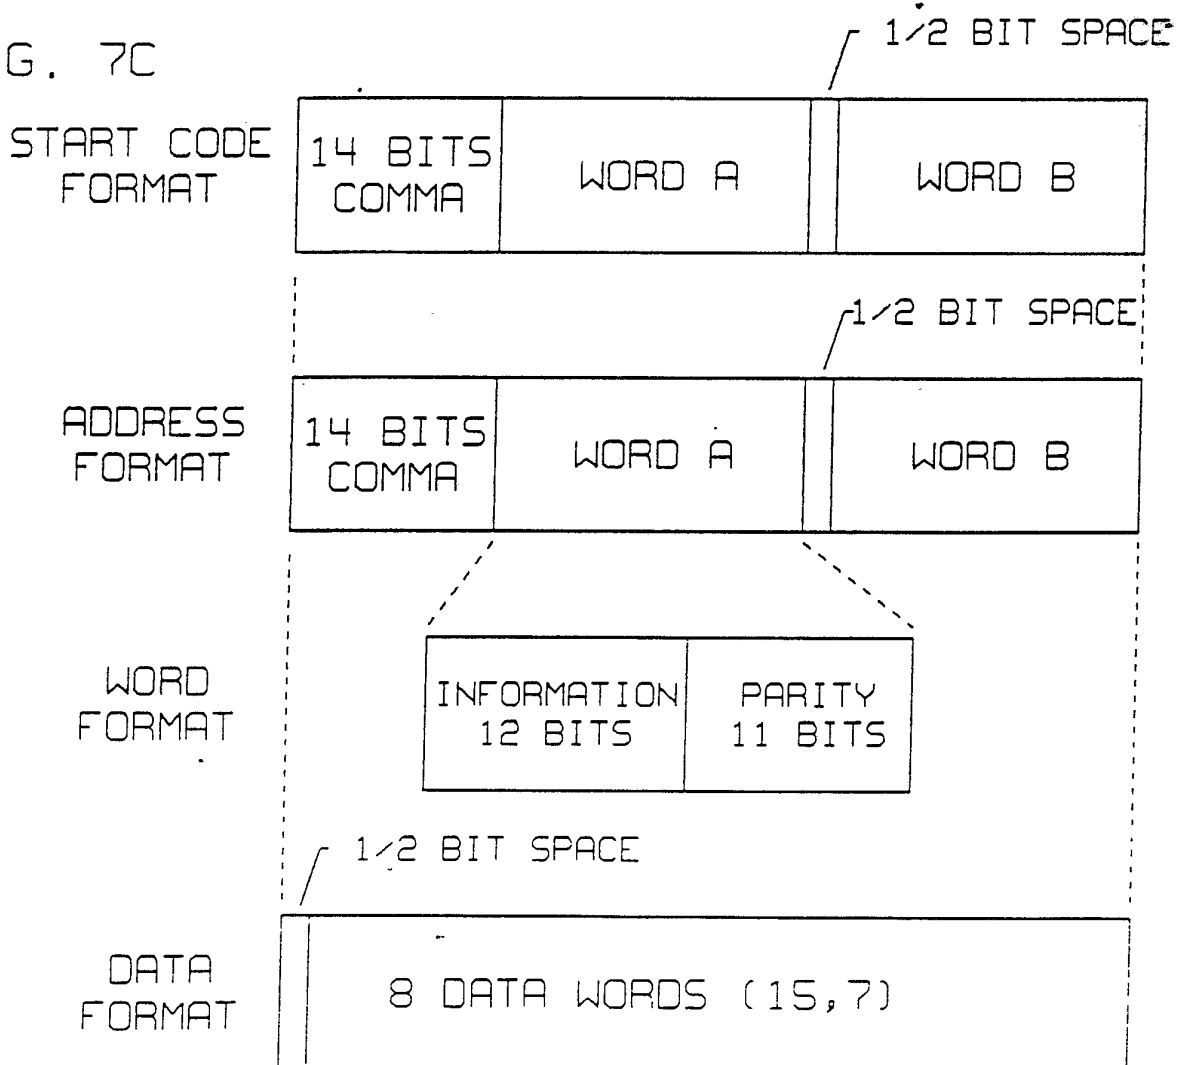 G. 7C
1/2 BIT SPACE
START CODE
FORMAT
14 BITS
COMMA
WORD A
WORD B
1/2 BIT SPACE
ADDRESS
FORMAT
14 BITS
COMMA
WORD A
WORD B
WORD
FORMAT
INFORMATION
12 BITS
PARITY
11 BITS
1/2 BIT SPACE
DATA
FORMAT
8 DATA WORDS (15,7)